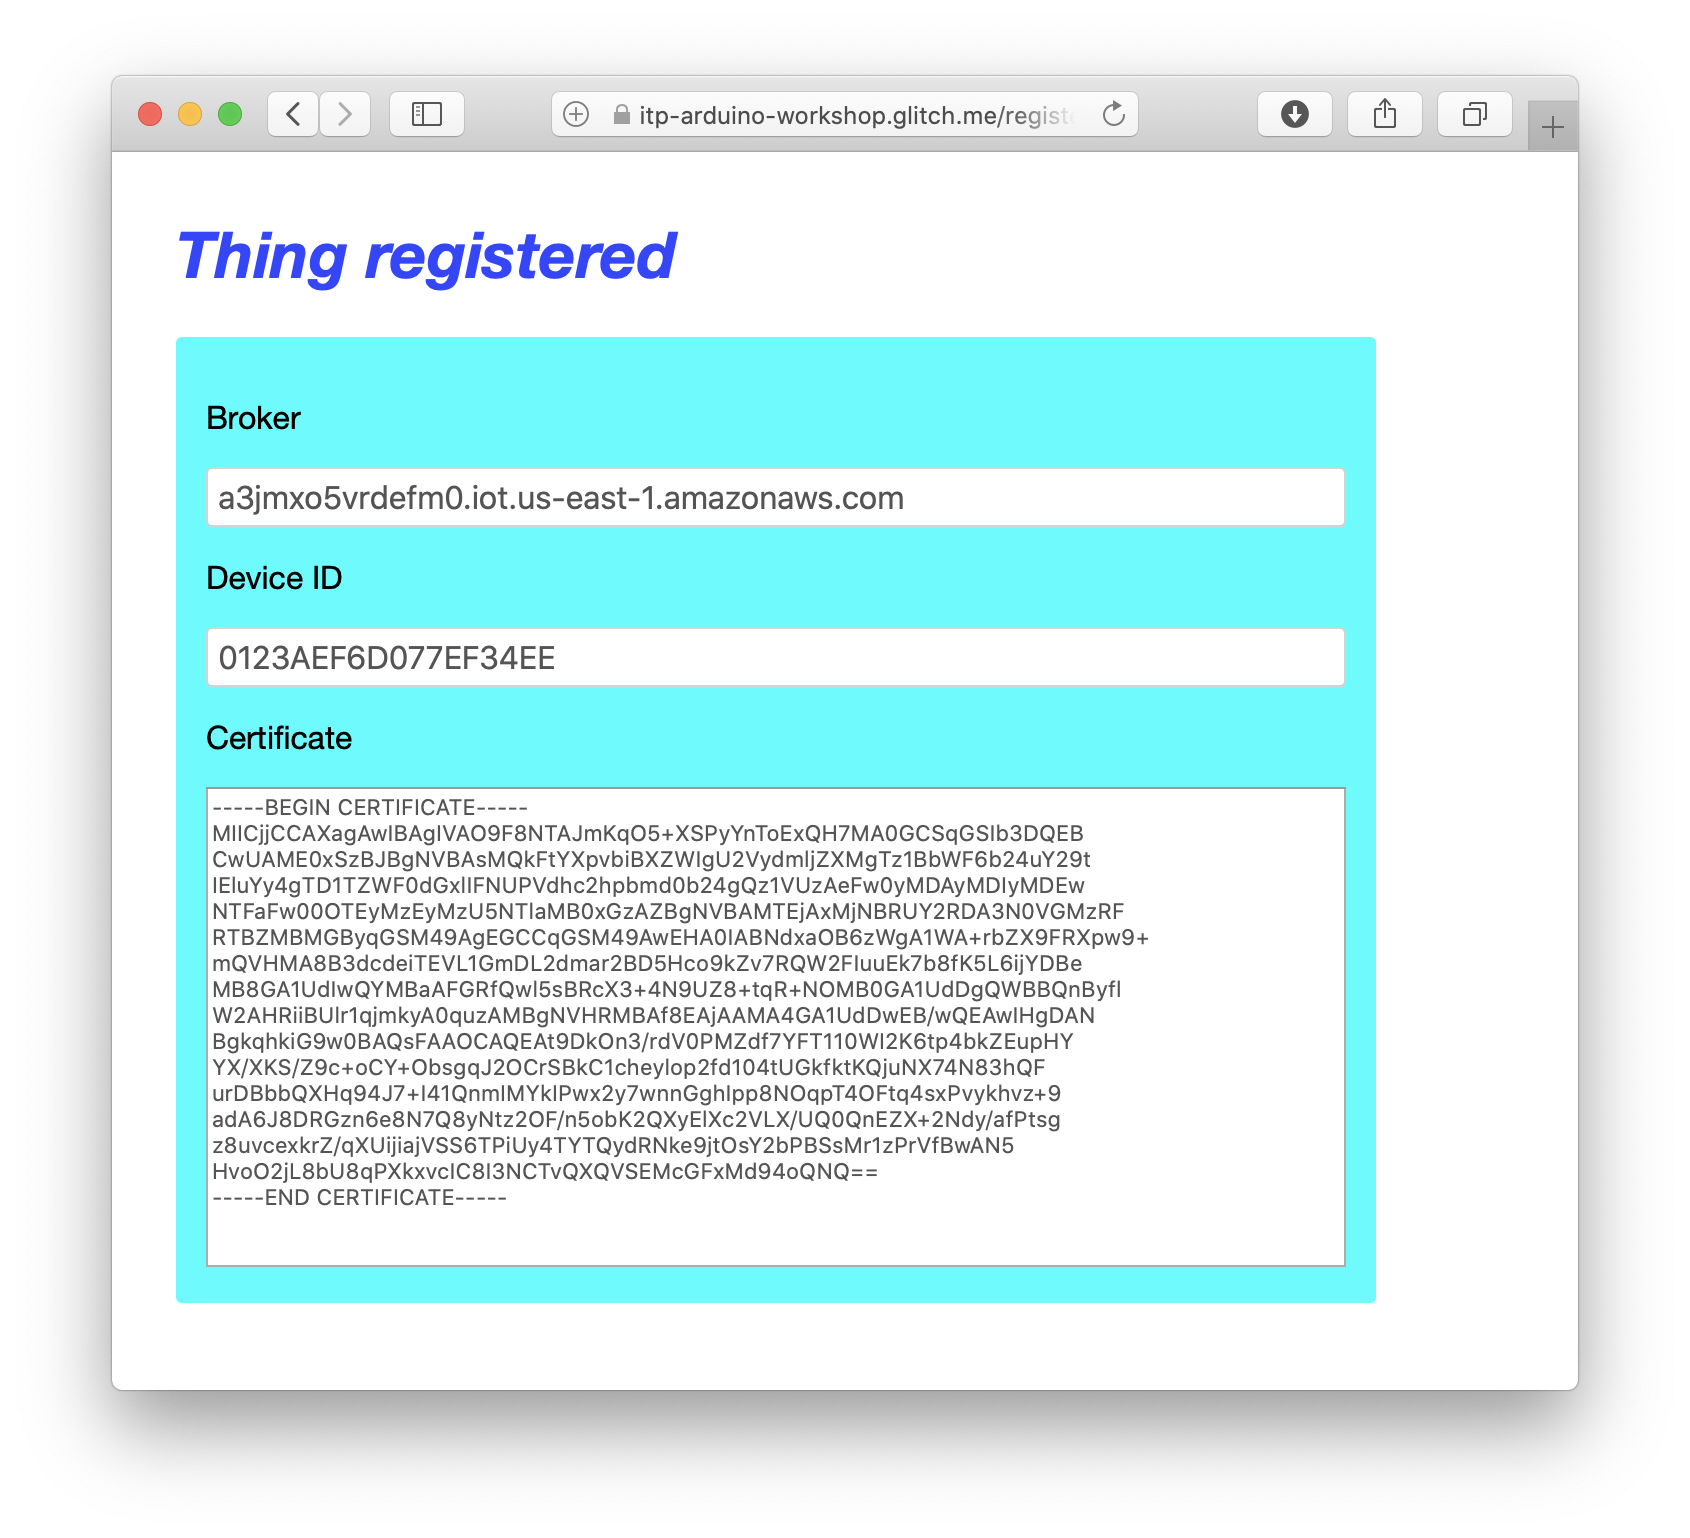 itp-arduino-workshop.glitch.me/regist
Thing registered
Broker
a3jmxo5vrdefm0.iot.us-east-1.amazonaws.com
Device ID
0123AEF6D077EF34EE
Certificate
-----BEGIN CERTIFICATE-----
MIICjjCCAXagAwIBAgIVAO9F8NTAJmKqO5+XSPyYnToExQH7MA0GCSqGSIb3DQEB
CwUAME0xSzBJBgNVBAsMQkFtYXpvbiBXZWIgU2VydmljZXMgTz1BbWF6b24uY29t
IEluYy4gTD1TZWF0dGxlIFNUPVdhc2hpbmd0b24gQz1VUzAeFw0yMDAyMDIyMDEw
NTFaFw00OTEyMzEyMzU5NTlaMB0xGzAZBgNVBAMTEjAxMjNBRUY2RDA3N0VGMzRF
RTBZMBMGByqGSM49AgEGCCqGSM49AwEHA0IABNdxaOB6zWgA1WA+rbZX9FRXpw9+
mQVHMA8B3dcdeiTEVL1GmDL2dmar2BD5Hco9kZv7RQW2FIuuEk7b8fK5L6ijYDBe
MB8GA1UdIwQYMBaAFGRfQwI5sBRcX3+4N9UZ8+tqR+NOMB0GA1UdDgQWBBQnByfl
W2AHRiiBUlr1qjmkyA0quzAMBgNVHRMBAf8EAjAAMA4GA1UdDwEB/wQEAwIHgDAN
BgkqhkiG9w0BAQsFAAOCAQEAt9DkOn3/rdV0PMZdf7YFT110WI2K6tp4bkZEupHY
YX/XKS/Z9c+oCY+ObsgqJ2OCrSBkC1cheylop2fd104tUGkfktKQjuNX74N83hQF
urDBbbQXHq94J7+I41QnmIMYkIPwx2y7wnnGghIpp8NOqpT4OFtq4sxPvykhvz+9
adA6J8DRGzn6e8N7Q8yNtz2OF/n5obK2QXyElXc2VLX/UQ0QnEZX+2Ndy/afPtsg
z8uvcexkrZ/qXUijiajVSS6TPiUy4TYTQydRNke9jtOsY2bPBSsMr1zPrVfBwAN5
HvoO2jL8bU8qPXkxvcIC8I3NCTvQXQVSEMcGFxMd94oQNQ==
-----END CERTIFICATE-----